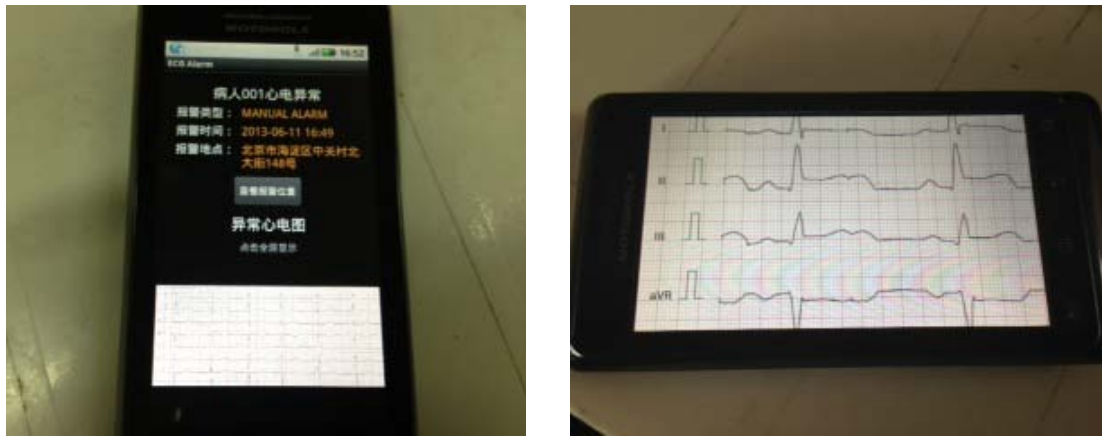 MOTOROLA
16:52
ECG Alarm
病人001心电异常
报警类型： MANUAL ALARM
报警时间： 2013-06-11 16:49
报警地点： 北京市海淀区中关村北
大街148号
查看报警位置
异常心电图
点击全屏显示
I
II
III
AVR
MOTOROLA